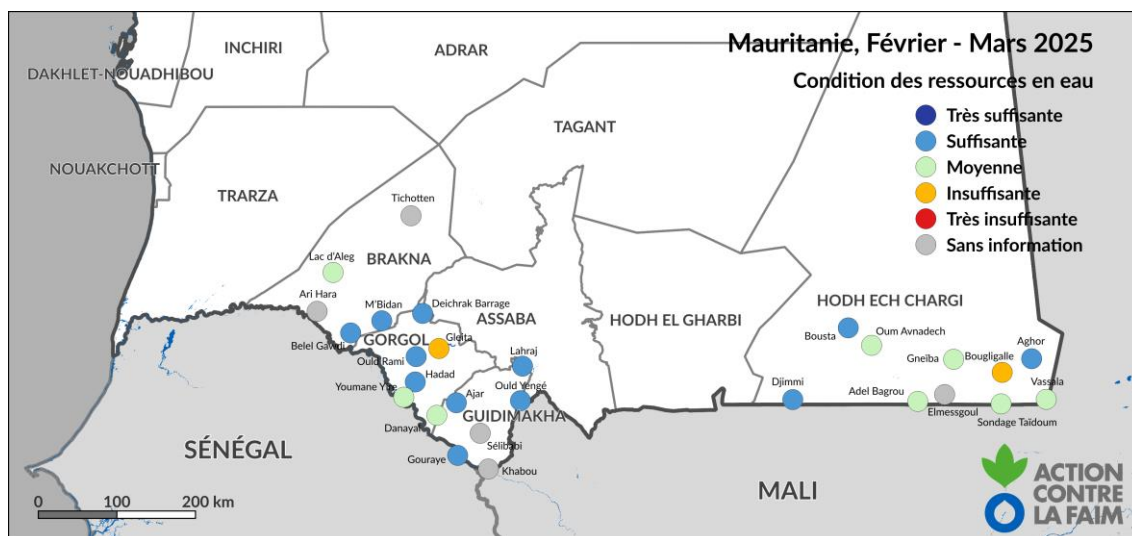 Mauritanie, Février - Mars 2025
Condition des ressources en eau
Très suffisante
Suffisante
Moyenne
Insuffisante
Très insuffisante
Sans information
INCHIRI
ADRAR
DAKHLET-NOUADHIBOU
TAGANT
NOUAKCHOTT
TRARZA
Tichotten
Lac d'Aleg
BRAKNA
Ari Hara
M'Bidan
Deichrak Barrage
ASSABA
HODH EL GHARBI
HODH ECH CHARGI
Belel Gawdi
GORGOL
Gleita
Bousta
Oum Avnadech
Ould Rami
Lahraj
Gneiba
Bougligalle
Aghor
Hadad
Youmane Yire
Ajar
Ould Yengé
Djimmi
Adel Bagrou
Vassala
GUIDIMAKHA
Elmessgoul
Danayal
Sondage Taïdoum
Sélibabi
SÉNÉGAL
Gouraye
Khabou
MALI
0 100 200 km
ACTION
CONTRE
LA FAIM